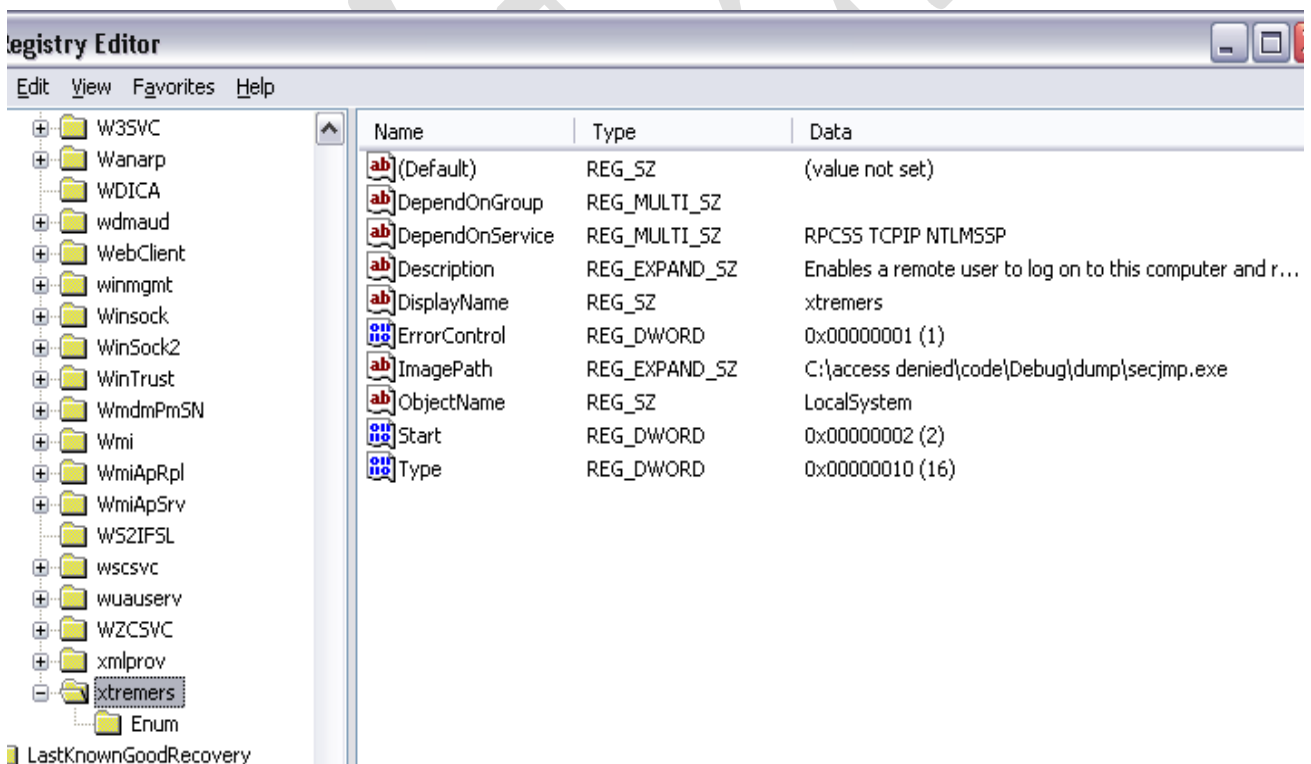 egistry Editor
Edit View Favorites Help
W3SVC
Wanarp
WDICA
wdmaud
WebClient
winmgmt
Winsock
WinSock2
WinTrust
WmdmPmSN
Wmi
WmiApRpl
WmiApSrv
WS2IFSL
wscsvc
wuauserv
WZCSVC
xmlprov
xtremers
Enum
LastKnownGoodRecovery
Name Type Data
(Default) REG_SZ (value not set)
DependOnGroup REG_MULTI_SZ
DependOnService REG_MULTI_SZ RPCSS TCPIP NTLMSSP
Description REG_EXPAND_SZ Enables a remote user to log on to this computer and r...
DisplayName REG_SZ xtremers
ErrorControl REG_DWORD 0x00000001 (1)
ImagePath REG_EXPAND_SZ C:\access denied\code\Debug\dump\secjmp.exe
ObjectName REG_SZ LocalSystem
Start REG_DWORD 0x00000002 (2)
Type REG_DWORD 0x00000010 (16)